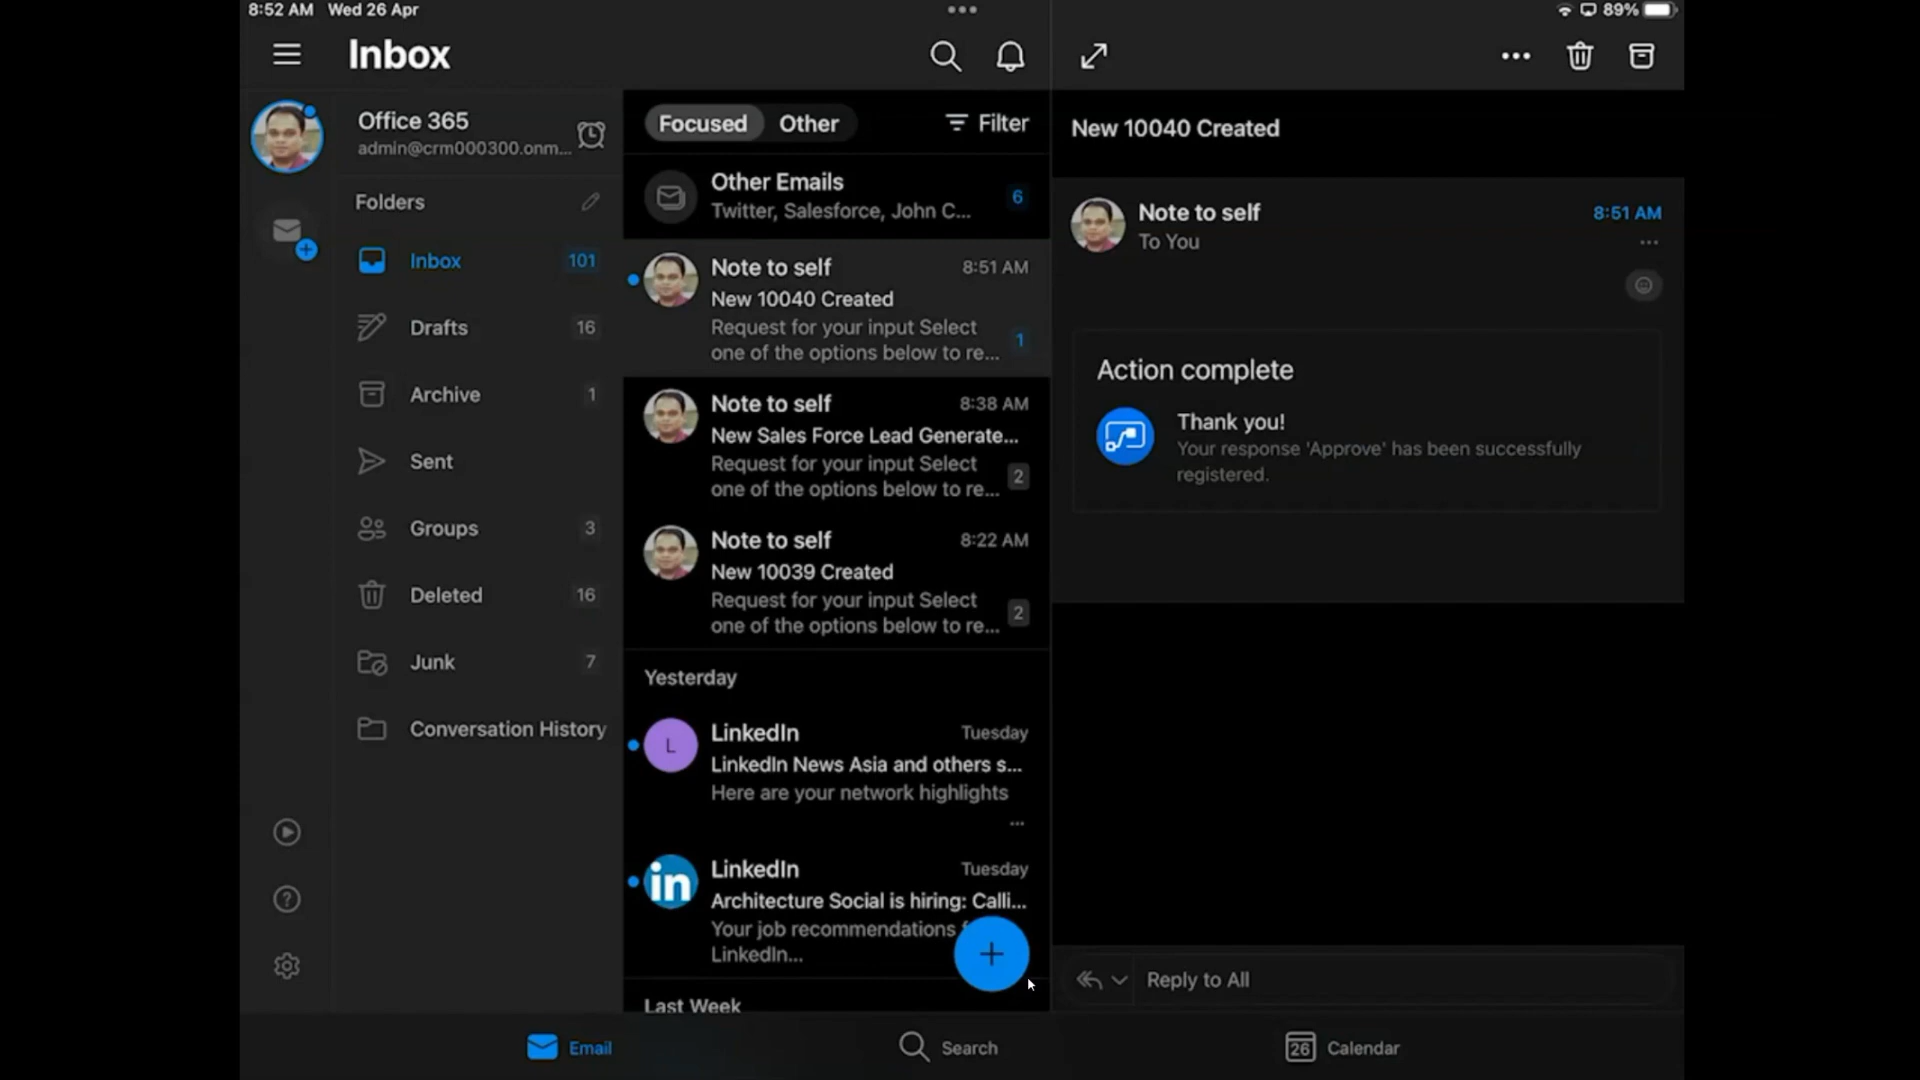 8:52 AM Wed 26 Apr
89%
Inbox
Office 365
admin@crm000300.onm...
Folders
Inbox 101
Drafts 16
Archive 1
Sent
Groups 3
Deleted 16
Junk 7
Conversation History
Focused Other Filter
Other Emails
Twitter, Salesforce, John C... 6
Note to self 8:51 AM
New 10040 Created
Request for your input Select
one of the options below to re... 1
Note to self 8:38 AM
New Sales Force Lead Generate...
Request for your input Select
one of the options below to re... 2
Note to self 8:22 AM
New 10039 Created
Request for your input Select
one of the options below to re... 2
Yesterday
L
LinkedIn Tuesday
LinkedIn News Asia and others s...
Here are your network highlights
...
in
LinkedIn Tuesday
Architecture Social is hiring: Calli...
Your job recommendations
LinkedIn...
Last Week
New 10040 Created
Note to self 8:51 AM
To You
Action complete
Thank you!
Your response 'Approve' has been successfully
registered.
Reply to All
Email
Search
26 Calendar